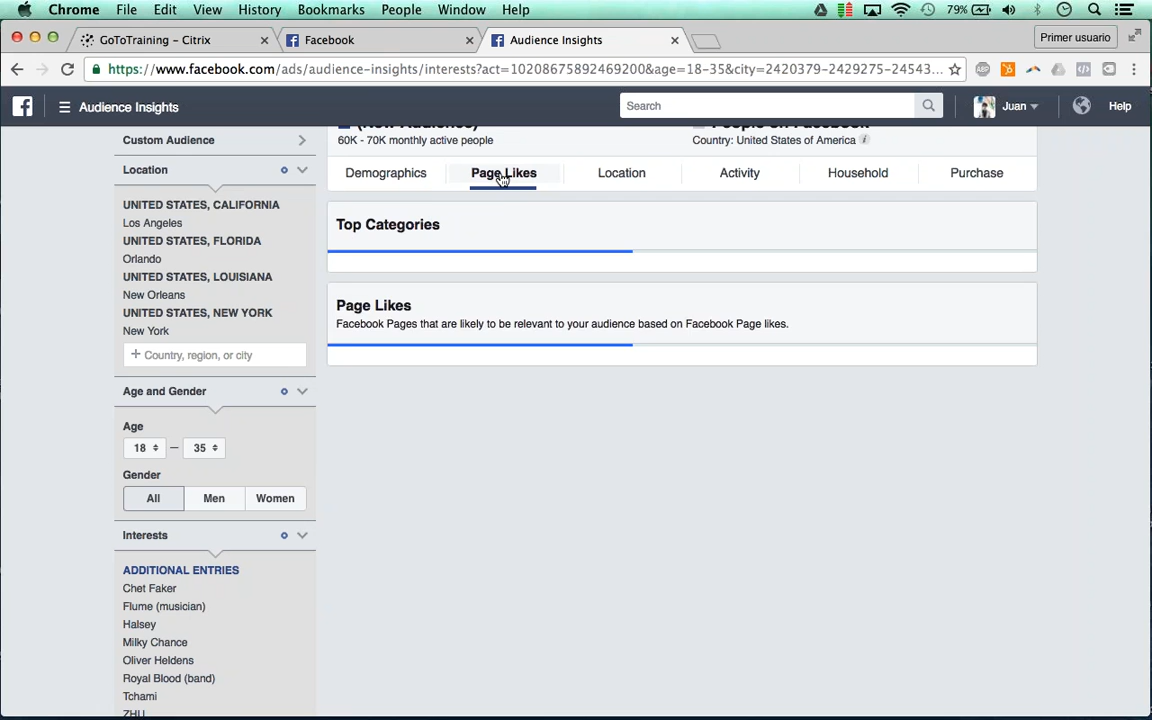 Chrome File Edit View History Bookmarks People Window Help 79%
GoToTraining - Citrix × Facebook × Audience Insights × Primer usuario
https://www.facebook.com/ads/audience-insights/interests?act=10208675892469200&age=18-35&city=2420379-2429275-24543... ABP
Audience Insights Search Juan Help
Custom Audience (New Audience) People on Facebook
60K - 70K monthly active people Country: United States of America i
Location
Demographics Page Likes Location Activity Household Purchase
UNITED STATES, CALIFORNIA
Los Angeles
UNITED STATES, FLORIDA
Orlando
UNITED STATES, LOUISIANA
New Orleans
UNITED STATES, NEW YORK
New York
+ Country, region, or city
Top Categories
Page Likes
Facebook Pages that are likely to be relevant to your audience based on Facebook Page likes.
Age and Gender
Age
18 — 35
Gender
All Men Women
Interests
ADDITIONAL ENTRIES
Chet Faker
Flume (musician)
Halsey
Milky Chance
Oliver Heldens
Royal Blood (band)
Tchami
ZHU